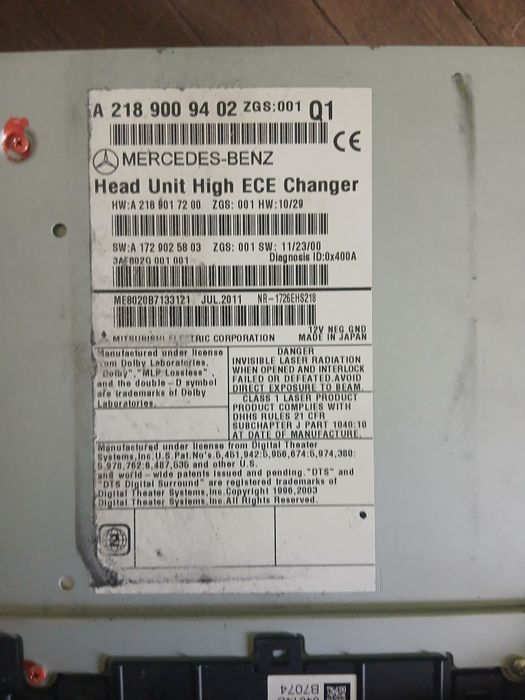 A 218 900 94 02 ZGS:001 Q1
CE
MERCEDES-BENZ
Head Unit High ECE Changer
HW:A 218 901 72 00 ZGS: 001 HW:10/29
SW:A 172 902 58 03 ZGS: 001 SW: 11/23/00
3AF802G 001 001 Diagnosis ID:0x400A
ME8020B7133121 JUL.2011 NR-1726EHS218
12V NEG GND
MITSUBISHI ELECTRIC CORPORATION MADE IN JAPAN
Manufactured under license
from Dolby Laboratories.
"Dolby","MLP Lossless",
and the double-D symbol
are trademarks of Dolby
Laboratories.
DANGER
INVISIBLE LASER RADIATION
WHEN OPENED AND INTERLOCK
FAILED OR DEFEATED.AVOID
DIRECT EXPOSURE TO BEAM.
CLASS 1 LASER PRODUCT
PRODUCT COMPLIES WITH
DHHS RULES 21 CFR
SUBCHAPTER J PART 1040:10
AT DATE OF MANUFACTURE.
Manufactured under license from Digital Theater
Systems,Inc.U.S.Pat.No's.5,451,942:5,956,674:5,974,380:
5,978,762:6,487,535 and other U.S.
and world-wide patents issued and pending."DTS" and
"DTS Digital Surround" are registered trademarks of
Digital Theater Systems,Inc.Copyright 1996,2003
Digital Theater Systems,Inc.All Rights Reserved.
2
B7074